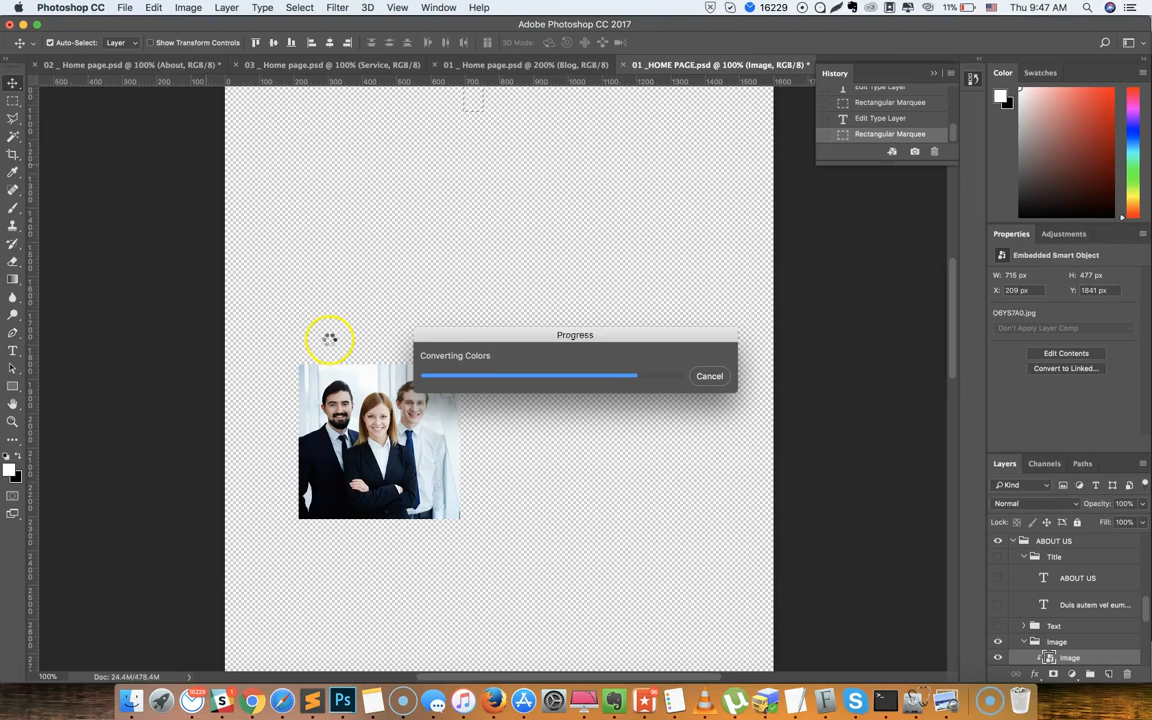 Photoshop CC File Edit Image Layer Type Select Filter 3D View Window Help 16229 11% Thu 9:47 AM
Adobe Photoshop CC 2017
Auto-Select: Layer Show Transform Controls 3D Mode:
02 _ Home page.psd @ 100% (About, RGB/8) * 03 _ Home page.psd @ 100% (Service, RGB/8) 01 _ Home page.psd @ 200% (Blog, RGB/8) 01 _HOME PAGE.psd @ 100% (Image, RGB/8) *
History
Edit Type Layer
Rectangular Marquee
Edit Type Layer
Rectangular Marquee
Color Swatches
Properties Adjustments
Embedded Smart Object
W: 715 px H: 477 px
X: 209 px Y: 1841 px
O6YS7A0.jpg
Don't Apply Layer Comp
Edit Contents
Convert to Linked...
Progress
Converting Colors
Cancel
Layers Channels Paths
Kind
Normal Opacity: 100%
Lock: Fill: 100%
ABOUT US
Title
ABOUT US
Duis autem vel eum...
Text
Image
Image
100% Doc: 24.4M/478.4M